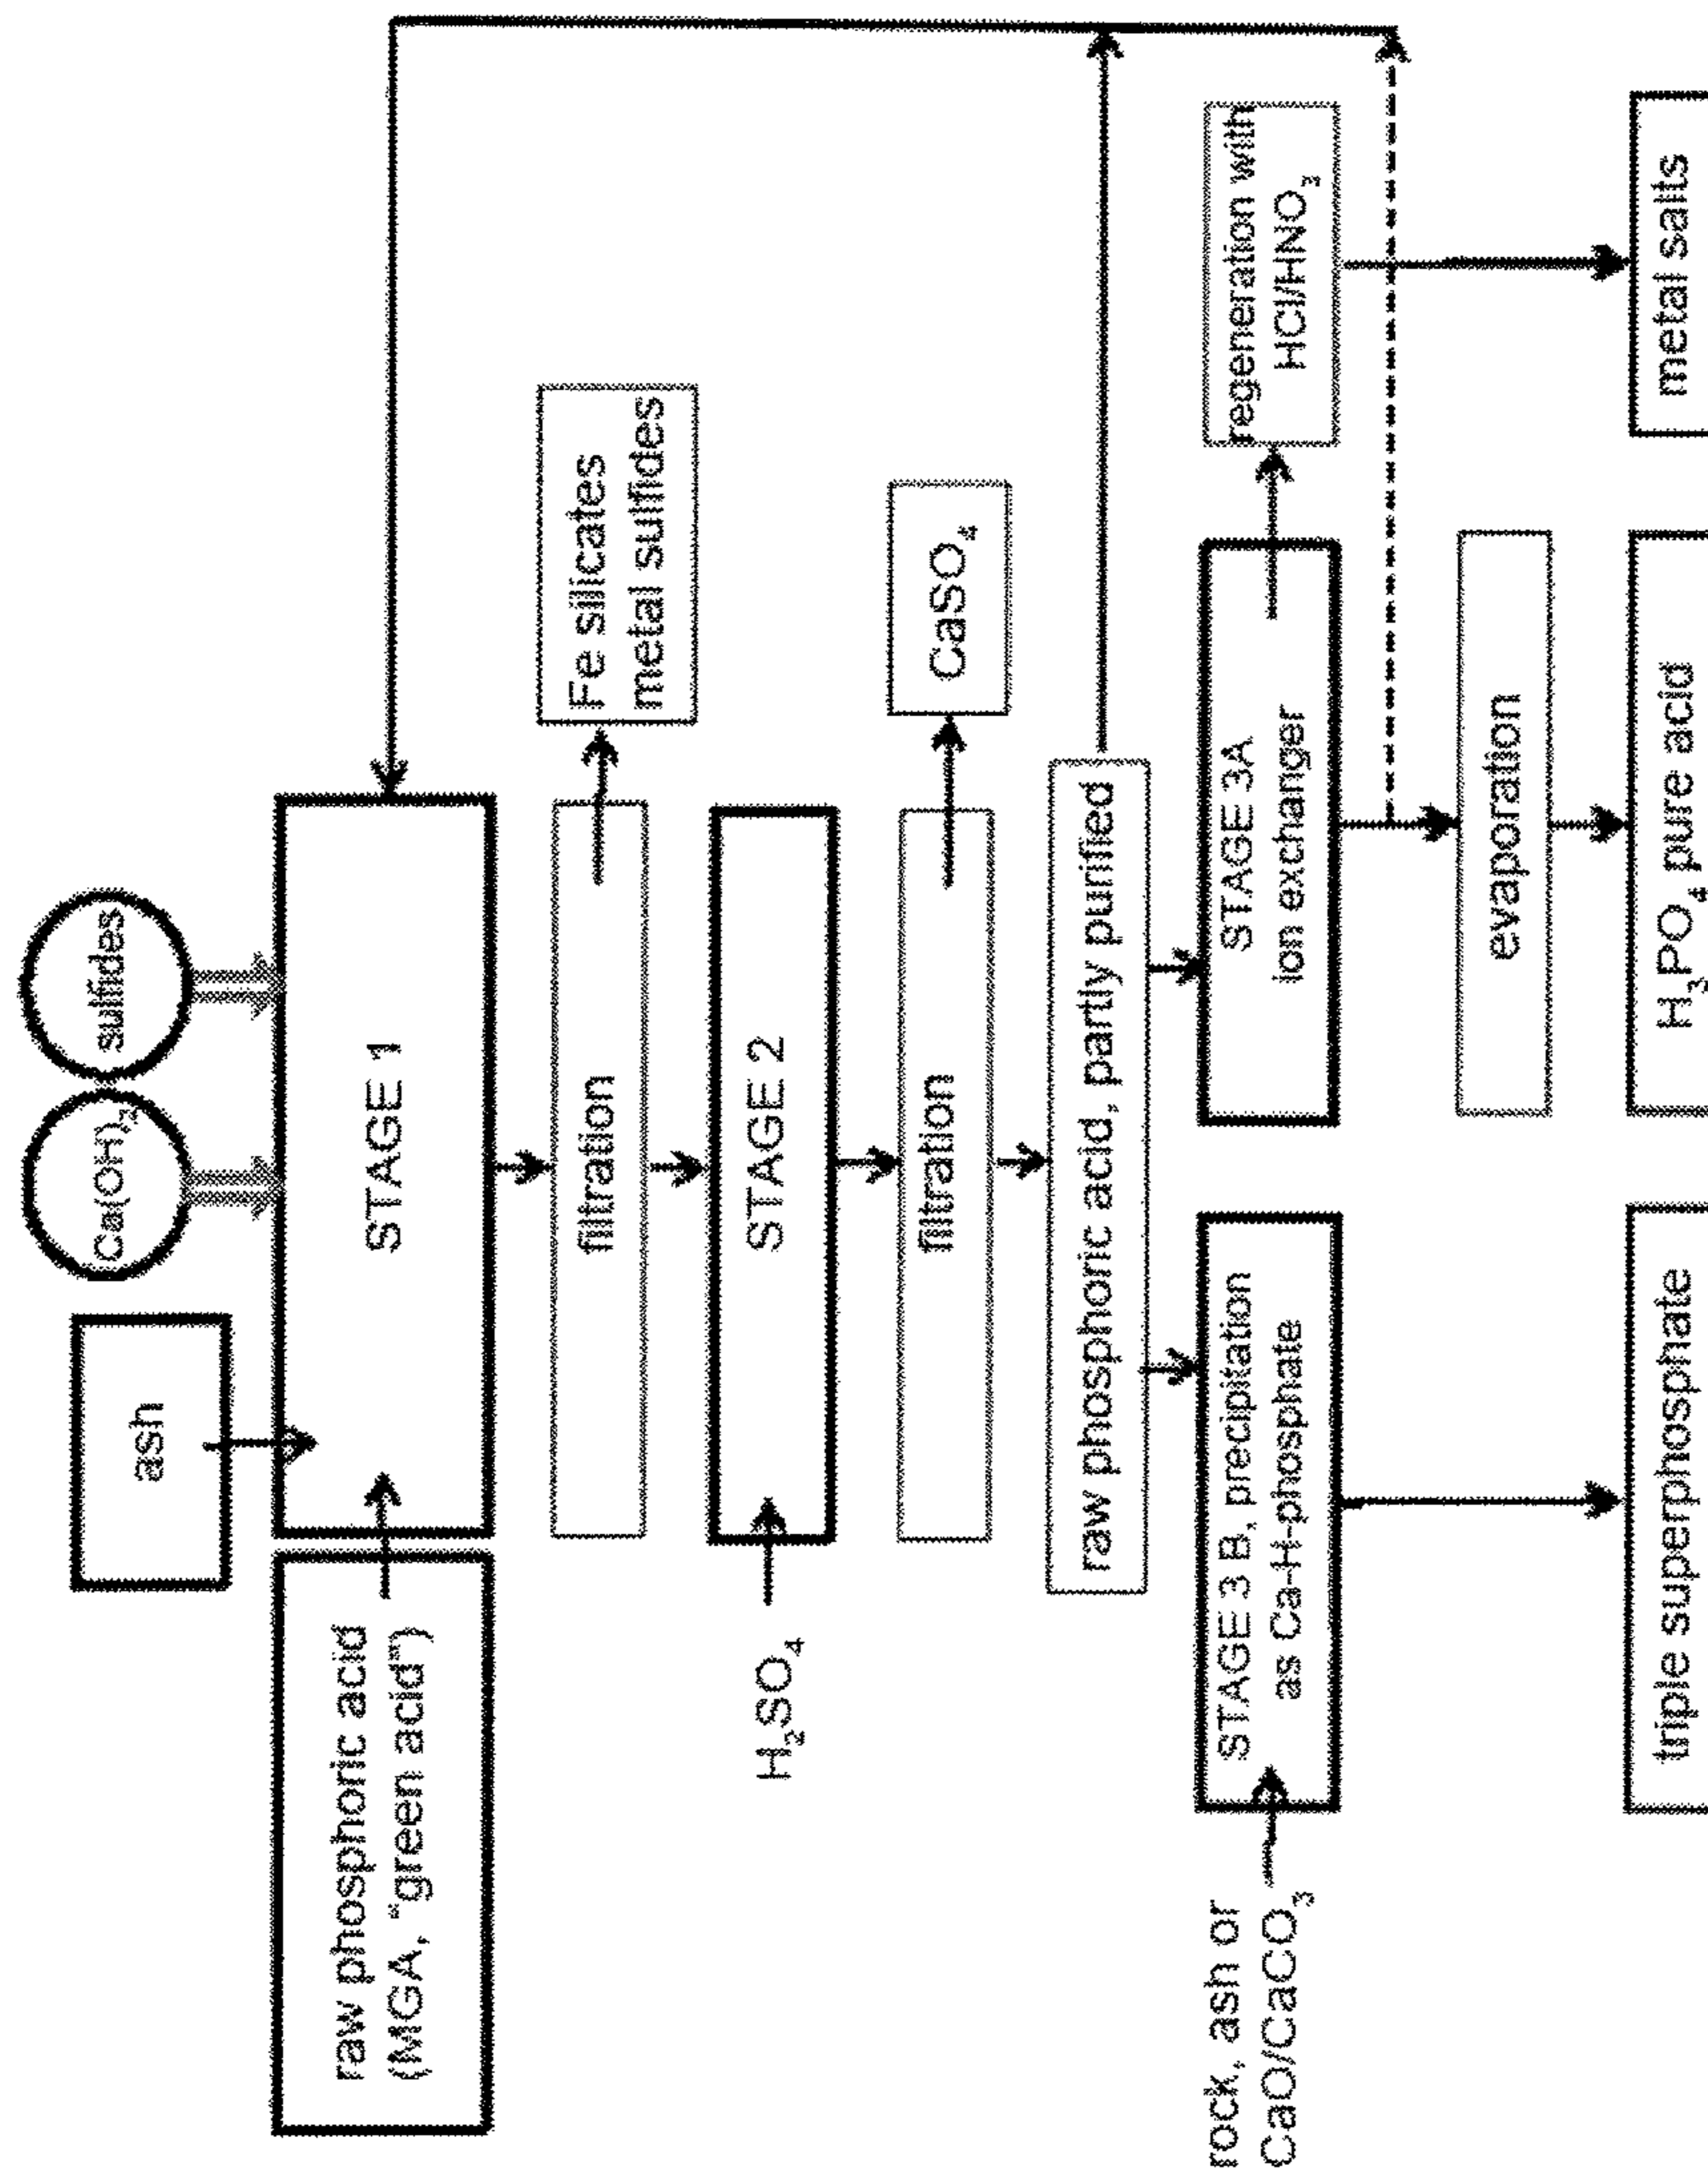 ash
Ca(OH)₂
sulfides
raw phosphoric acid
(MGA, "green acid")
STAGE 1
filtration
Fe silicates
metal sulfides
H₂SO₄
STAGE 2
filtration
CaSO₄
raw phosphoric acid, partly purified
rock, ash or
CaO/CaCO₃
STAGE 3 B, precipitation
as Ca-H-phosphate
STAGE 3A
ion exchanger
regeneration with
HCl/HNO₃
evaporation
triple superphosphate
H₃PO₄ pure acid
metal salts